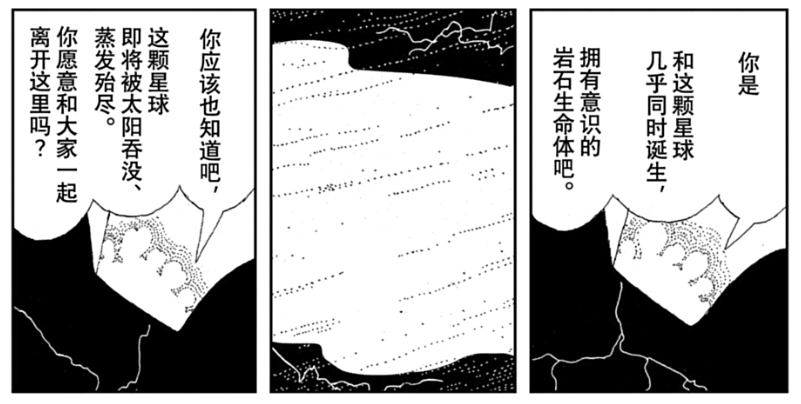 你是
和这颗星球
几乎同时诞生，
拥有意识的
岩石生命体吧。
你应该也知道吧，
这颗星球
即将被太阳吞没、
蒸发殆尽。
你愿意和大家一起
离开这里吗？